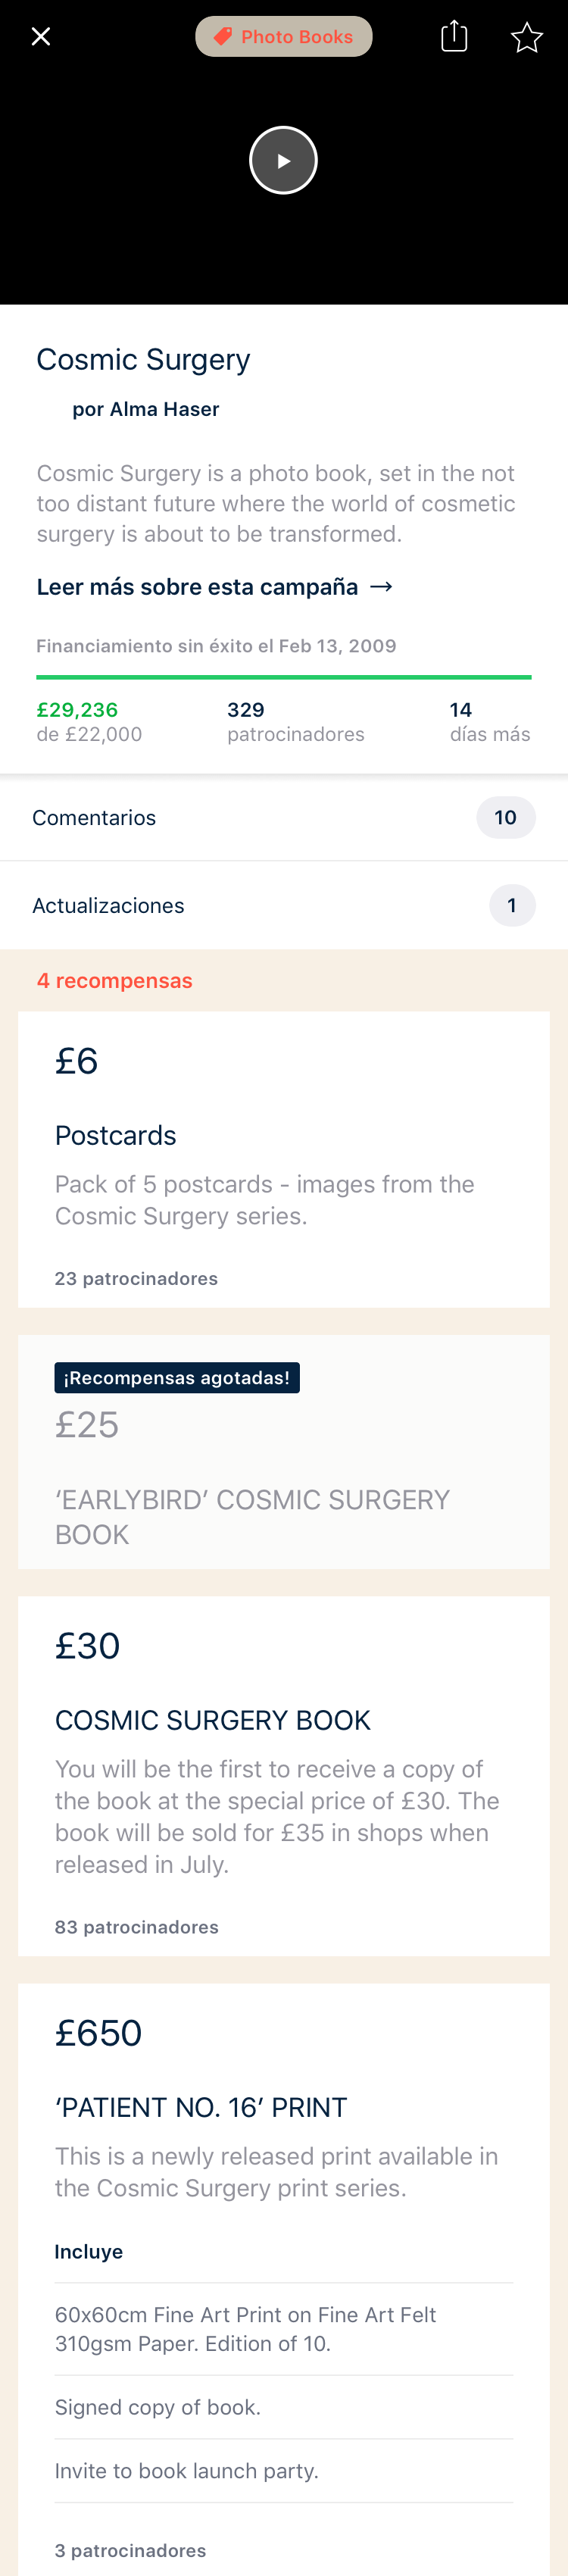 Photo Books
Cosmic Surgery
por Alma Haser
Cosmic Surgery is a photo book, set in the not
too distant future where the world of cosmetic
surgery is about to be transformed.
Leer más sobre esta campaña →
Financiamiento sin éxito el Feb 13, 2009
£29,236 329 14
de £22,000 patrocinadores días más
Comentarios 10
Actualizaciones 1
4 recompensas
£6
Postcards
Pack of 5 postcards - images from the
Cosmic Surgery series.
23 patrocinadores
¡Recompensas agotadas!
£25
‘EARLYBIRD’ COSMIC SURGERY
BOOK
£30
COSMIC SURGERY BOOK
You will be the first to receive a copy of
the book at the special price of £30. The
book will be sold for £35 in shops when
released in July.
83 patrocinadores
£650
‘PATIENT NO. 16’ PRINT
This is a newly released print available in
the Cosmic Surgery print series.
Incluye
60x60cm Fine Art Print on Fine Art Felt
310gsm Paper. Edition of 10.
Signed copy of book.
Invite to book launch party.
3 patrocinadores